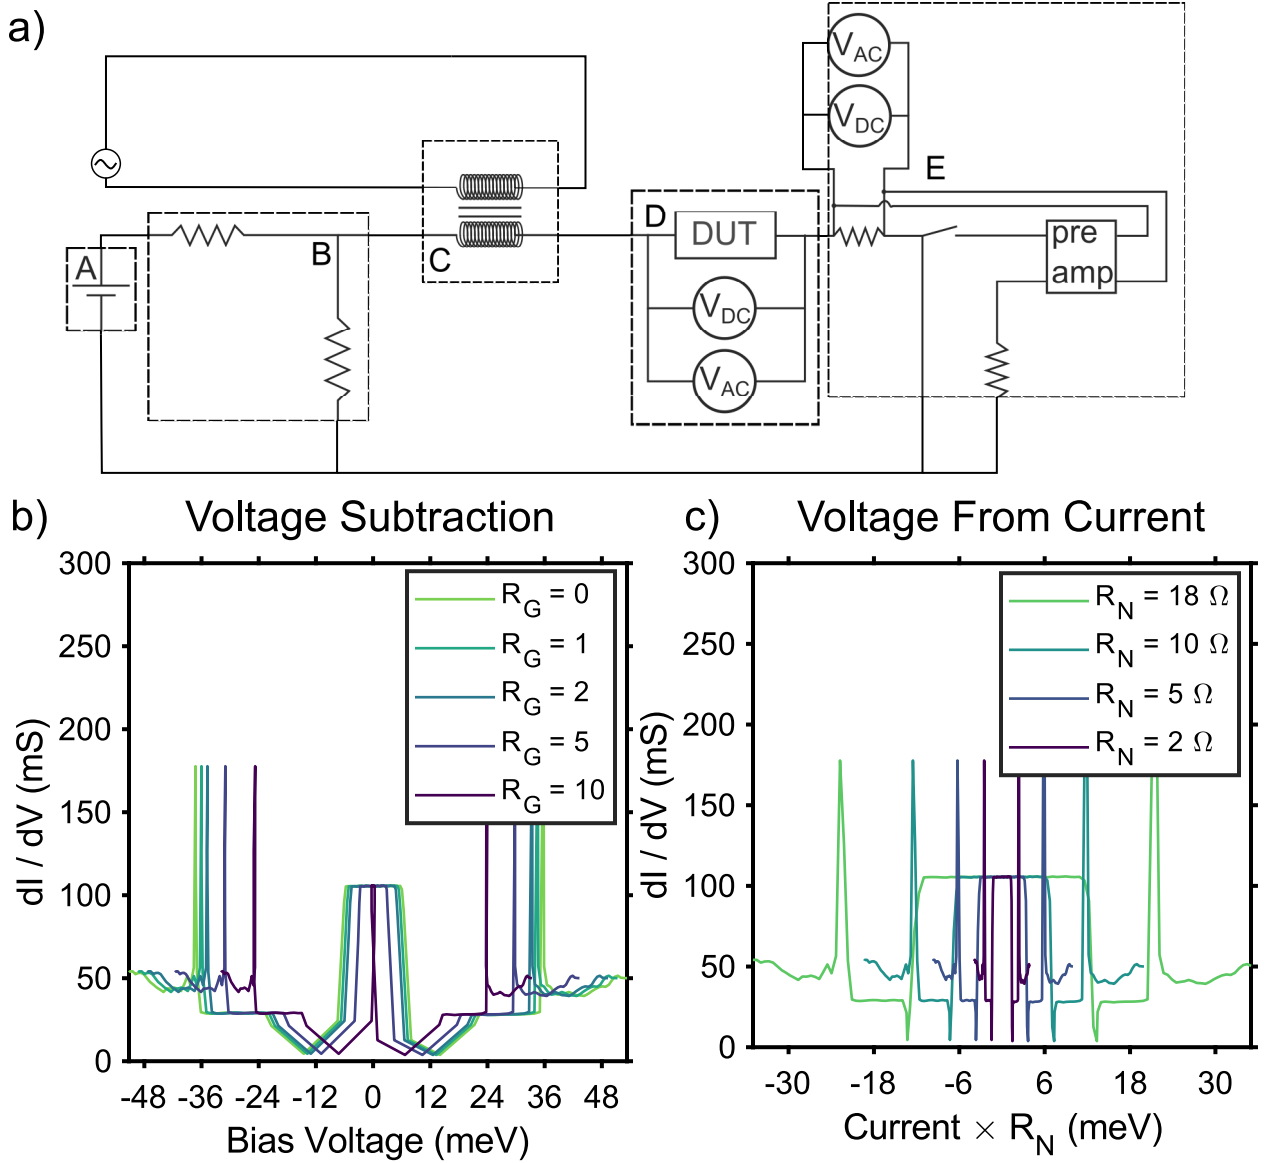 a)
V_AC
V_DC
E
A
B
C
D
DUT
V_DC
V_AC
pre
amp
b)
Voltage Subtraction
300
250
200
150
100
50
0
dI / dV (mS)
R_G = 0
R_G = 1
R_G = 2
R_G = 5
R_G = 10
-48 -36 -24 -12 0 12 24 36 48
Bias Voltage (meV)
c)
Voltage From Current
300
250
200
150
100
50
0
dI / dV (mS)
R_N = 18 Ω
R_N = 10 Ω
R_N = 5 Ω
R_N = 2 Ω
-30 -18 -6 6 18 30
Current × R_N (meV)